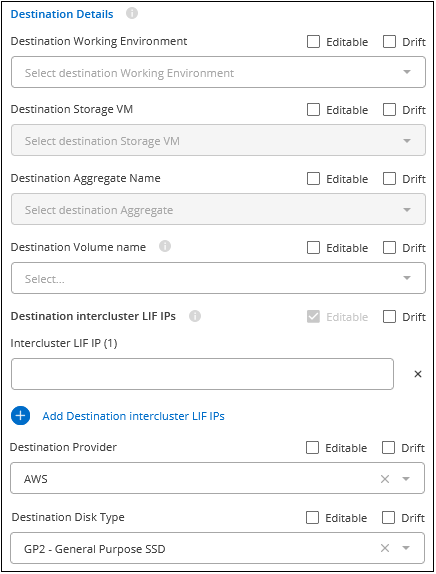 Destination Details
Destination Working Environment Editable Drift
Select destination Working Environment
Destination Storage VM Editable Drift
Select destination Storage VM
Destination Aggregate Name Editable Drift
Select destination Aggregate
Destination Volume name Editable Drift
Select...
Destination intercluster LIF IPs Editable Drift
Intercluster LIF IP (1)
Add Destination intercluster LIF IPs
Destination Provider Editable Drift
AWS
Destination Disk Type Editable Drift
GP2 - General Purpose SSD